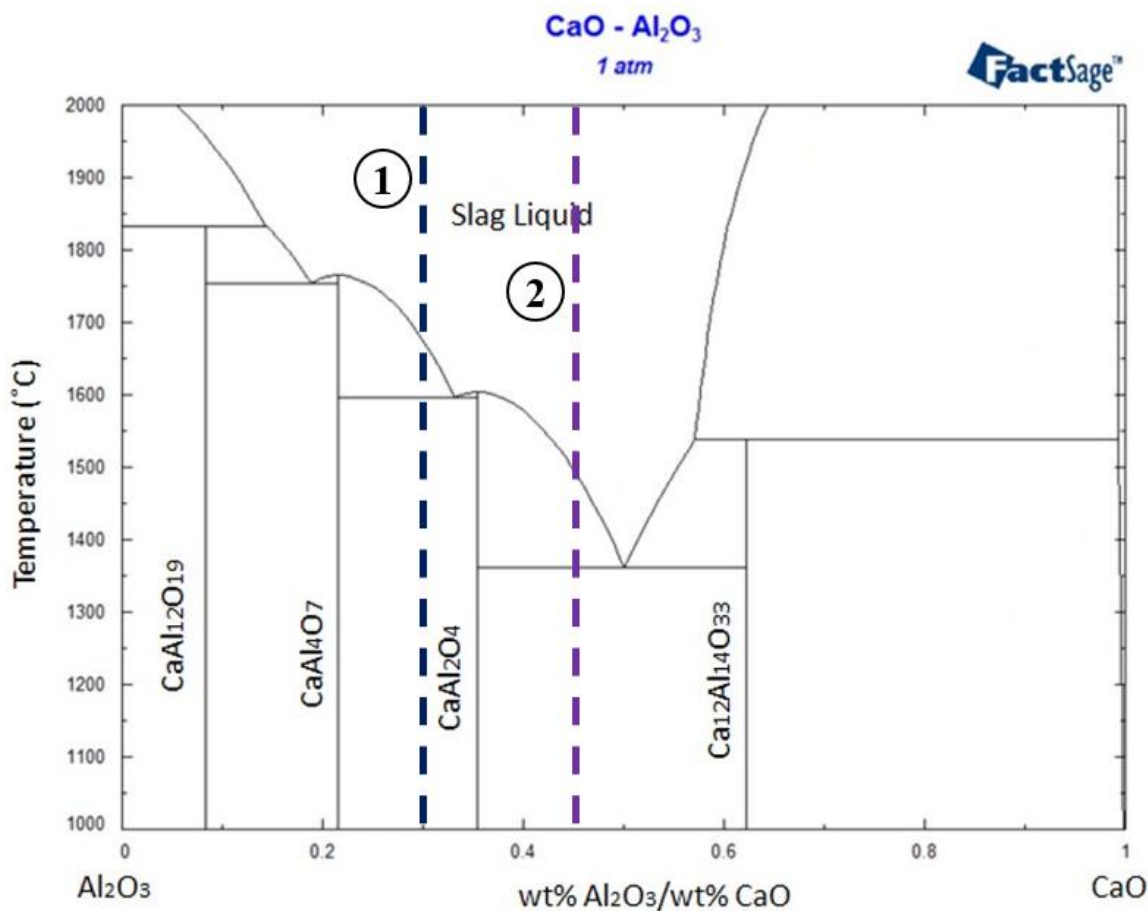 CaO - Al₂O₃
1 atm
FactSage™
2000
1900
1800
1700
1600
1500
1400
1300
1200
1100
1000
Temperature (˚C)
1
2
Slag Liquid
CaAl12O19
CaAl4O7
CaAl2O4
Ca12Al14O33
0
0.2
0.4
0.6
0.8
1
Al₂O₃
wt% Al₂O₃/wt% CaO
CaO